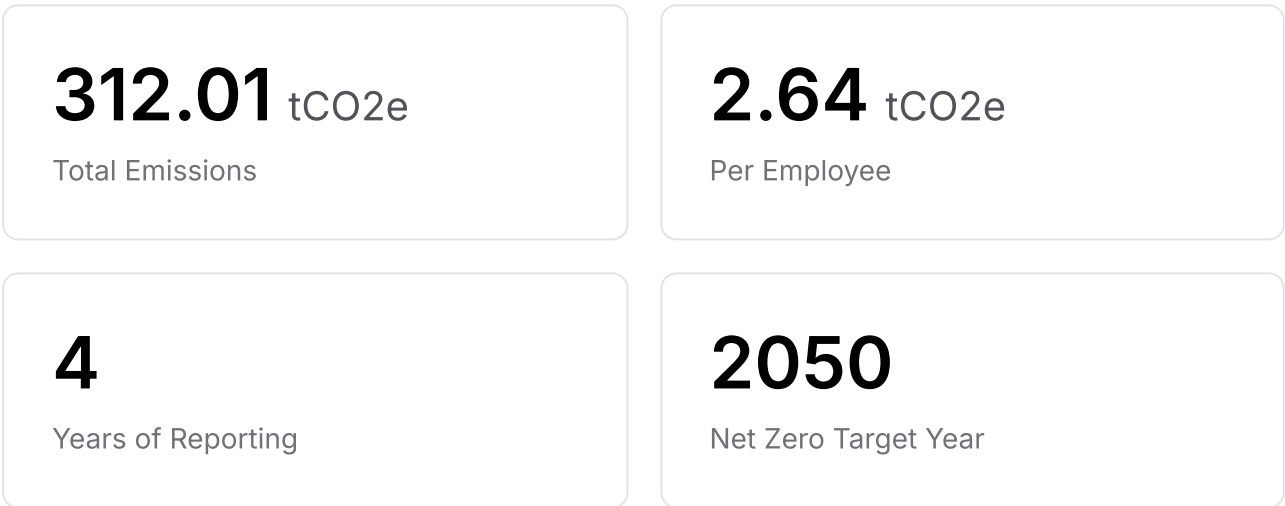 312.01 tCO2e
Total Emissions
2.64 tCO2e
Per Employee
4
Years of Reporting
2050
Net Zero Target Year